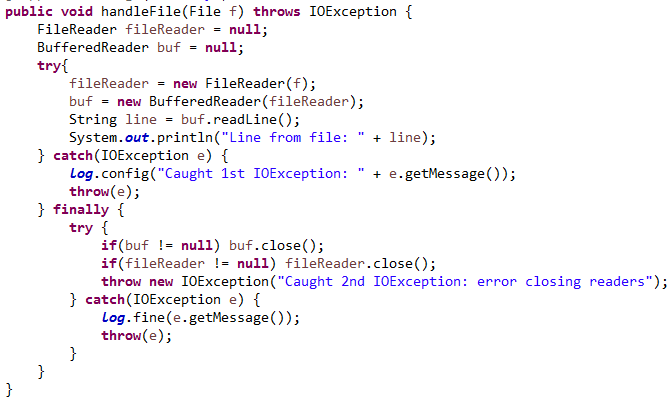 public void handleFile(File f) throws IOException {
    FileReader fileReader = null;
    BufferedReader buf = null;
    try{
        fileReader = new FileReader(f);
        buf = new BufferedReader(fileReader);
        String line = buf.readLine();
        System.out.println("Line from file: " + line);
    } catch(IOException e) {
        Log.config("Caught 1st IOException: " + e.getMessage());
        throw(e);
    } finally {
        try {
            if(buf != null) buf.close();
            if(fileReader != null) fileReader.close();
            throw new IOException("Caught 2nd IOException: error closing readers");
        } catch(IOException e) {
            Log.fine(e.getMessage());
            throw(e);
        }
    }
}